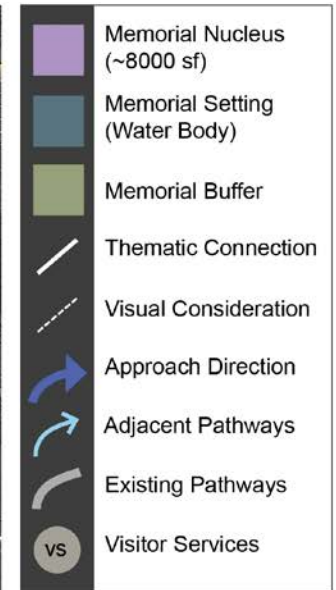 Memorial Nucleus
(~8000 sf)
Memorial Setting
(Water Body)
Memorial Buffer
Thematic Connection
Visual Consideration
Approach Direction
Adjacent Pathways
Existing Pathways
VS Visitor Services